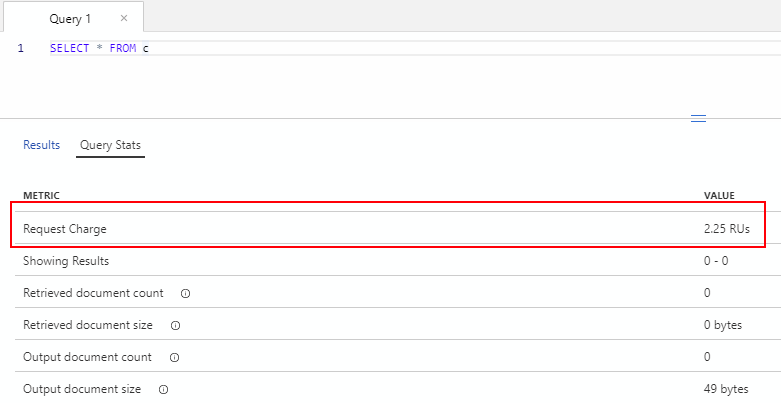 Query 1 ×
1 SELECT * FROM c
Results Query Stats
METRIC VALUE
Request Charge 2.25 RUs
Showing Results 0 - 0
Retrieved document count 0
Retrieved document size 0 bytes
Output document count 0
Output document size 49 bytes